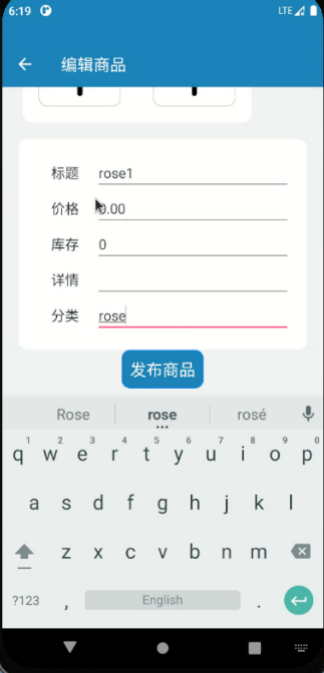 6:19 LTE
编辑商品
标题 rose1
价格 0.00
库存 0
详情
分类 rose
发布商品
Rose rose rosé
1 2 3 4 5 6 7 8 9 0
q w e r t y u i o p
a s d f g h j k l
z x c v b n m
?123 , English .